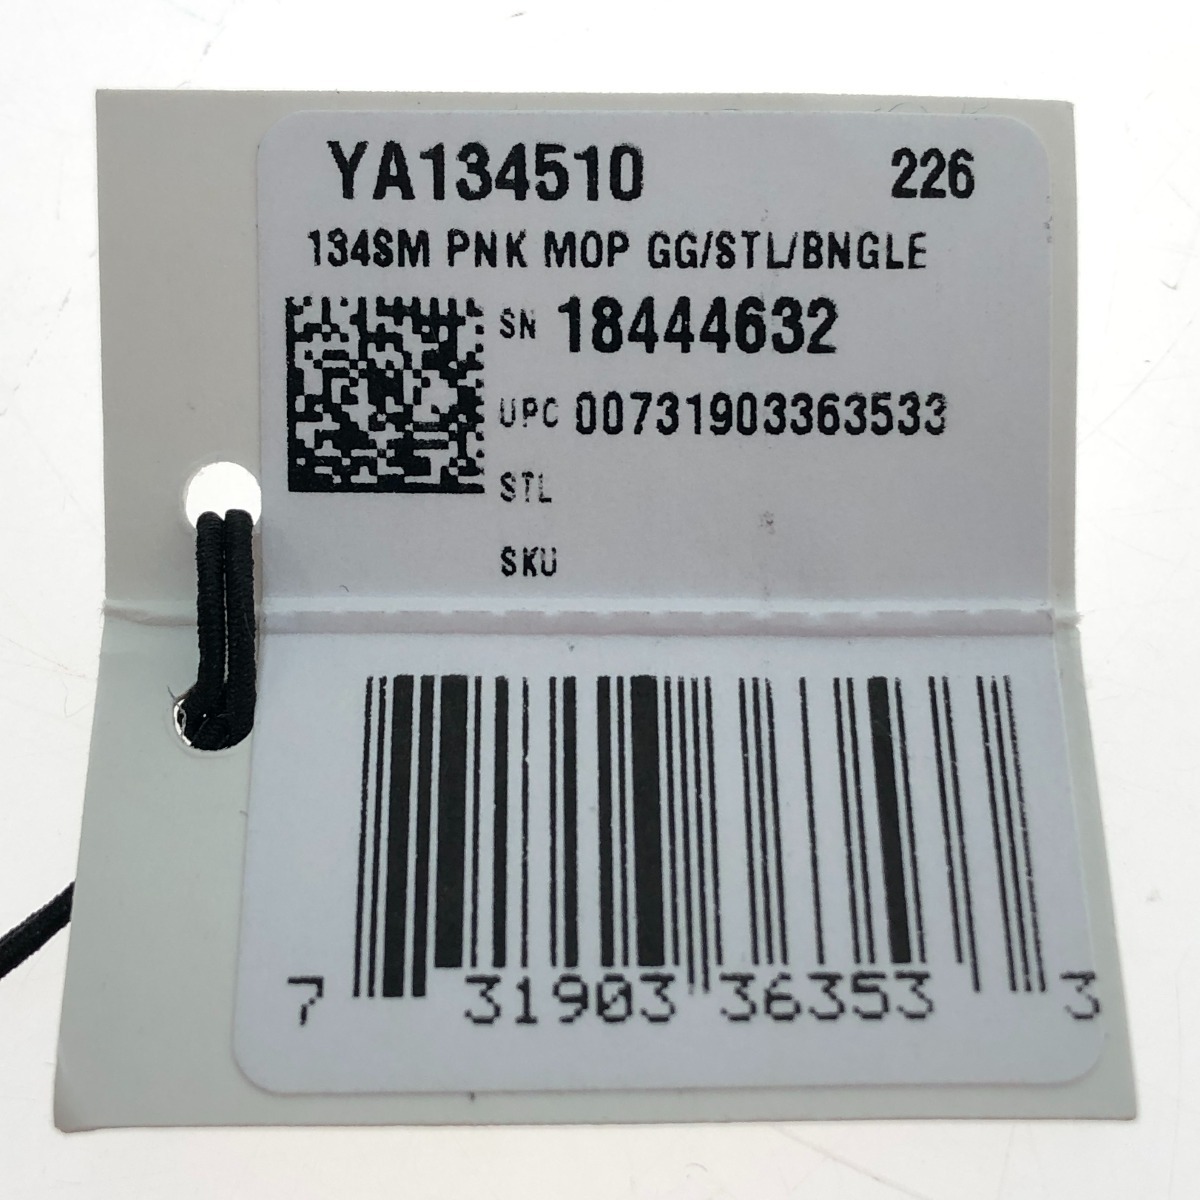 YA134510 226
134SM PNK MOP GG/STL/BNGLE
SN 18444632
UPC 00731903363533
STL
SKU
7 31903 36353 3